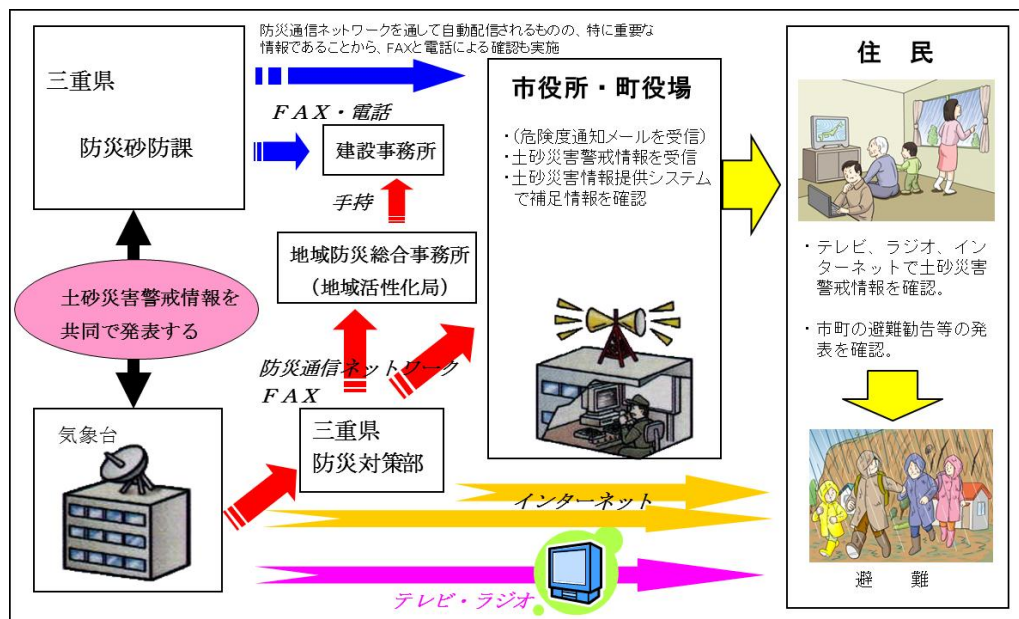 防災通信ネットワークを通して自動配信されるものの、特に重要な
情報であることから、FAXと電話による確認も実施
三重県
防災砂防課
FAX・電話
建設事務所
手持
地域防災総合事務所
(地域活性化局)
土砂災害警戒情報を
共同で発表する
防災通信ネットワーク
FAX
気象台
三重県
防災対策部
市役所・町役場
・(危険度通知メールを受信)
・土砂災害警戒情報を受信
・土砂災害情報提供システム
で補足情報を確認
インターネット
テレビ・ラジオ
住 民
・テレビ、ラジオ、イン
ターネットで土砂災害
警戒情報を確認。
・市町の避難勧告等の発
表を確認。
避 難